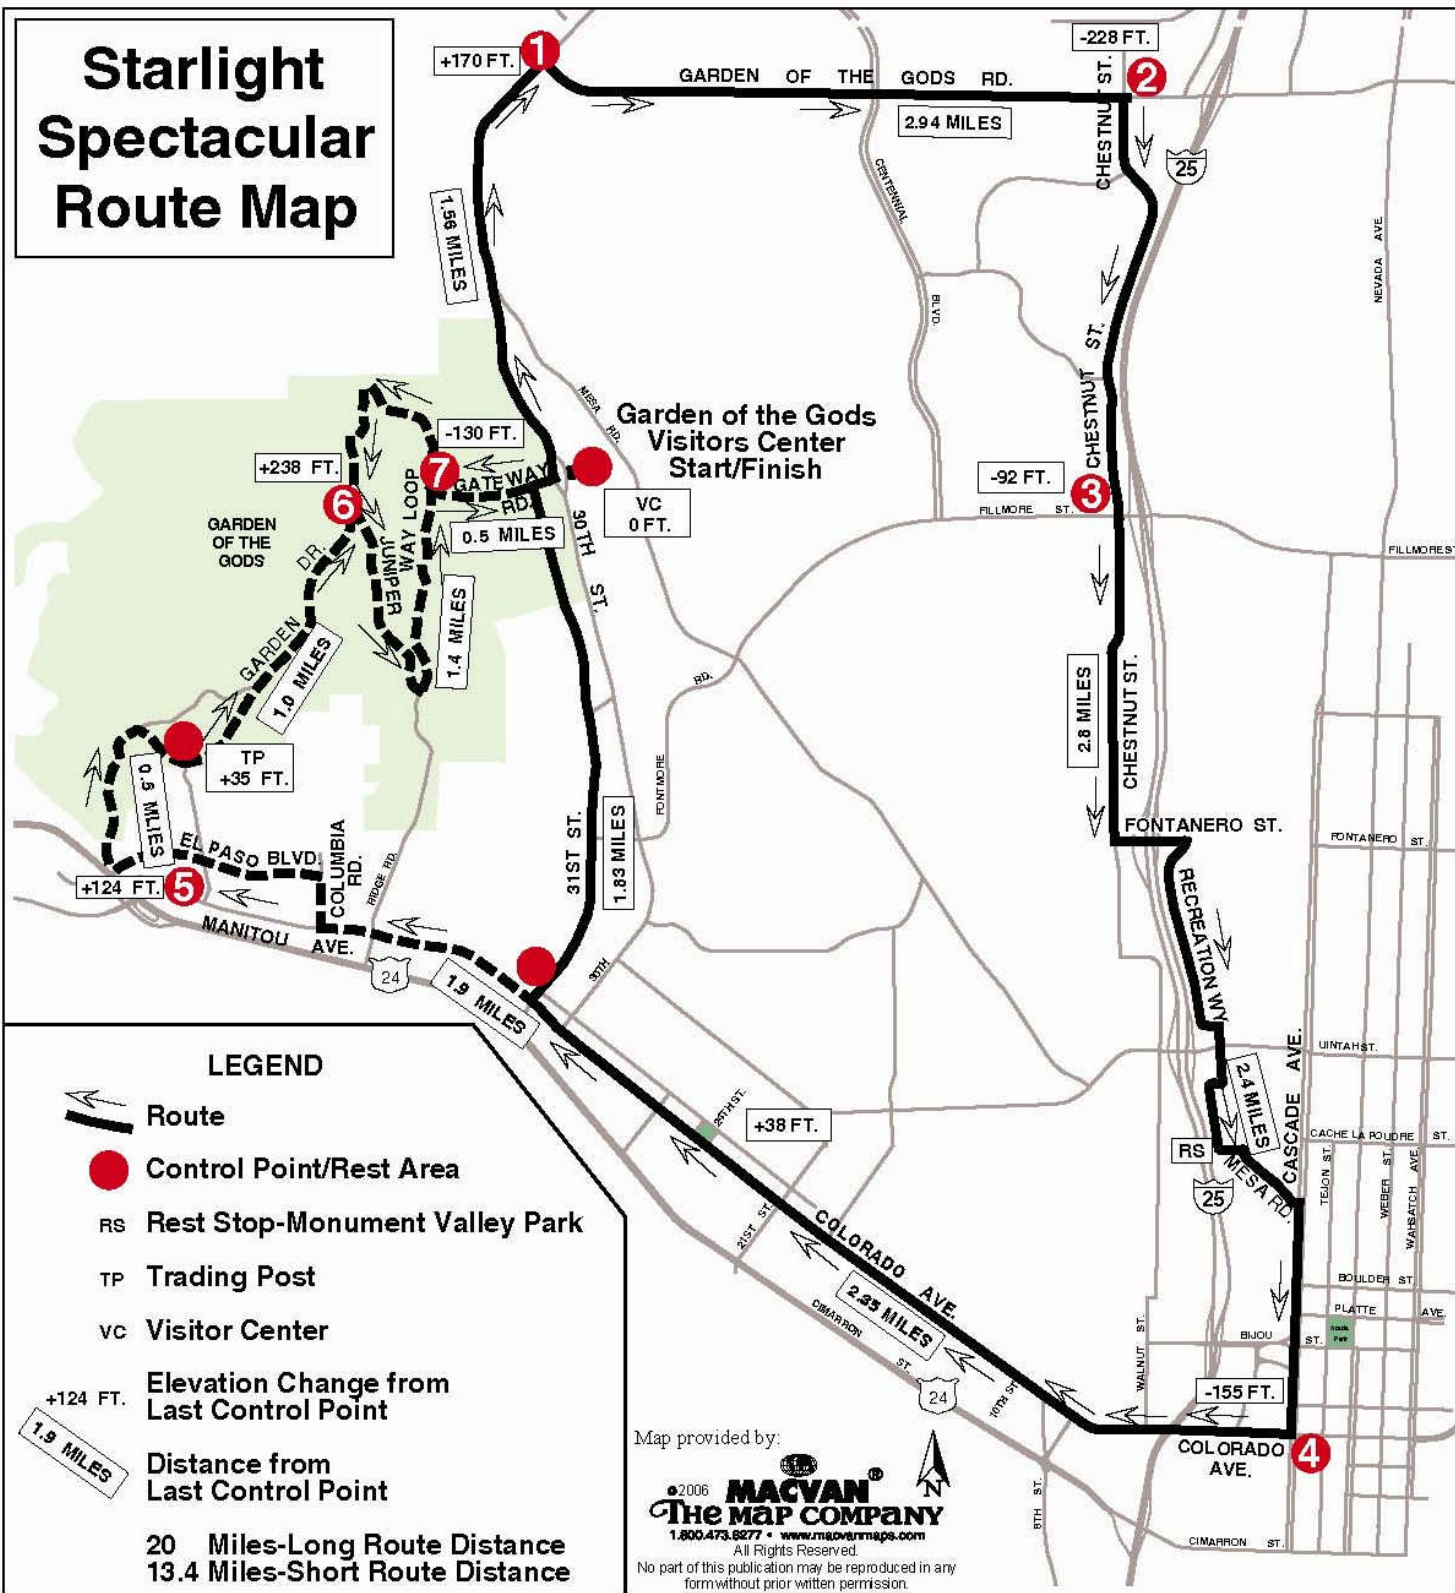 Starlight
Spectacular
Route Map
+170 FT.
1
GARDEN OF THE GODS RD.
2.94 MILES
-228 FT.
2
CHESTNUT ST.
25
CENTENNIAL
BLVD.
NEVADA AVE.
1.56 MILES
MESA RD.
Garden of the Gods
Visitors Center
Start/Finish
VC
0 FT.
-130 FT.
7
GATEWAY
RD.
0.5 MILES
+238 FT.
6
GARDEN
OF THE
GODS
JUNIPER
WAY LOOP
GARDEN DR.
1.0 MILES
1.4 MILES
30TH ST.
CHESTNUT ST.
-92 FT.
3
FILLMORE ST.
FILLMORE ST
RD.
FONTMORE
2.8 MILES
CHESTNUT ST.
TP
+35 FT.
0.5 MLIES
EL PASO BLVD.
COLUMBIA
RD.
RIDGE RD.
+124 FT.
5
MANITOU AVE.
24
31ST ST.
1.83 MILES
1.9 MILES
30TH
FONTANERO ST.
FONTANERO ST.
RECREATION WY
UINTAH ST.
2.4 MILES
CASCADE AVE.
CACHE LA POUDRE ST.
RS
MESA RD.
25
TEJON ST.
WEBER ST.
WAHSATCH AVE.
BOULDER ST.
PLATTE AVE.
BIJOU ST.
WALNUT ST.
-155 FT.
4
COLORADO
AVE.
+38 FT.
21ST ST.
COLORADO AVE.
2.35 MILES
CIMARRON ST.
24
10TH ST.
8TH ST.
CIMARRON ST.
LEGEND
Route
Control Point/Rest Area
RS Rest Stop-Monument Valley Park
TP Trading Post
VC Visitor Center
+124 FT. Elevation Change from
Last Control Point
1.9 MILES Distance from
Last Control Point
20 Miles-Long Route Distance
13.4 Miles-Short Route Distance
Map provided by:
©2006 MACVAN®
THE MAP COMPANY
1.800.473.8277 • www.macvanmaps.com
All Rights Reserved.
No part of this publication may be reproduced in any
form without prior written permission.
N